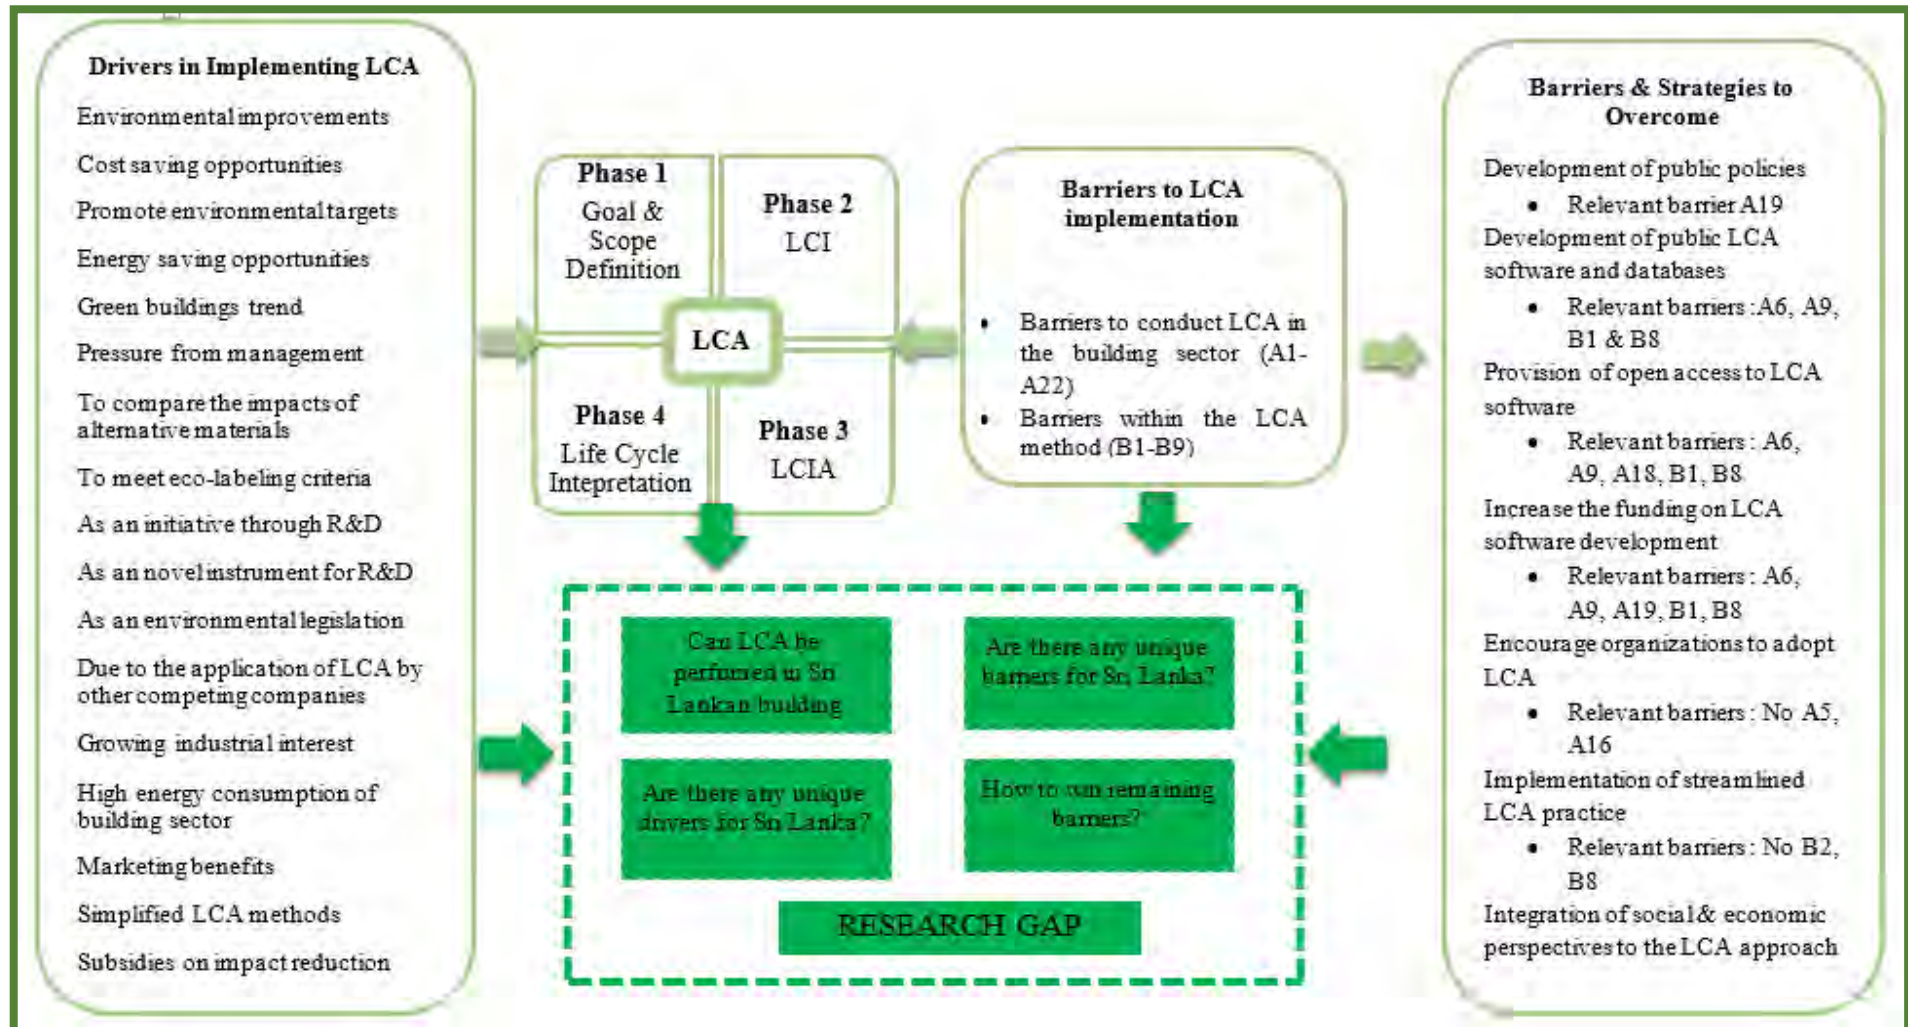 Drivers in Implementing LCA
Environmental improvements
Cost saving opportunities
Promote environmental targets
Energy saving opportunities
Green buildings trend
Pressure from management
To compare the impacts of
alternative materials
To meet eco-labeling criteria
As an initiative through R&D
As an novel instrument for R&D
As an environmental legislation
Due to the application of LCA by
other competing companies
Growing industrial interest
High energy consumption of
building sector
Marketing benefits
Simplified LCA methods
Subsidies on impact reduction
Phase 1
Goal &
Scope
Definition
Phase 2
LCI
LCA
Phase 4
Life Cycle
Intepretation
Phase 3
LCIA
Barriers to LCA
implementation
• Barriers to conduct LCA in
the building sector (A1-
A22)
• Barriers within the LCA
method (B1-B9)
Can LCA be
perfumed in Sri
Lankan building
Are there any unique
barriers for Sri Lanka?
Are there any unique
drivers for Sri Lanka?
How to win remaining
barriers?
RESEARCH GAP
Barriers & Strategies to
Overcome
Development of public policies
• Relevant barrier A19
Development of public LCA
software and databases
• Relevant barriers :A6, A9,
B1 & B8
Provision of open access to LCA
software
• Relevant barriers : A6,
A9, A18, B1, B8
Increase the funding on LCA
software development
• Relevant barriers : A6,
A9, A19, B1, B8
Encourage organizations to adopt
LCA
• Relevant barriers : No A5,
A16
Implementation of streamlined
LCA practice
• Relevant barriers : No B2,
B8
Integration of social & economic
perspectives to the LCA approach